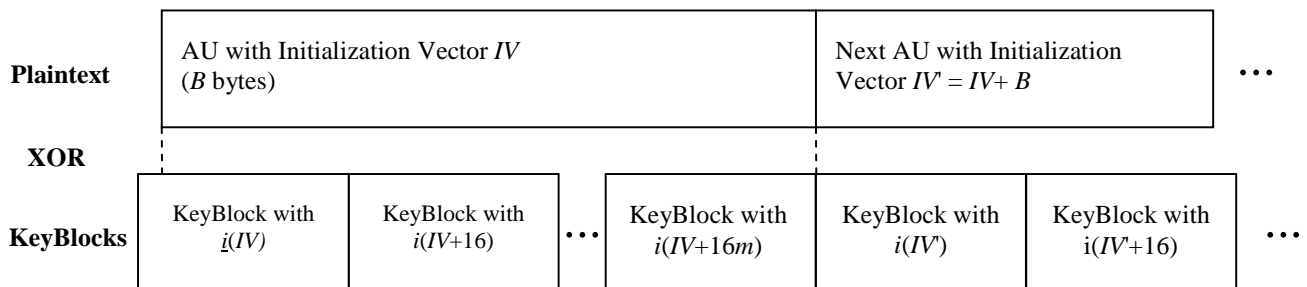 Plaintext
AU with Initialization Vector IV
(B bytes)
Next AU with Initialization
Vector IV' = IV+ B
...
XOR
KeyBlocks
KeyBlock with
i(IV)
KeyBlock with
i(IV+16)
...
KeyBlock with
i(IV+16m)
KeyBlock with
i(IV')
KeyBlock with
i(IV'+16)
...